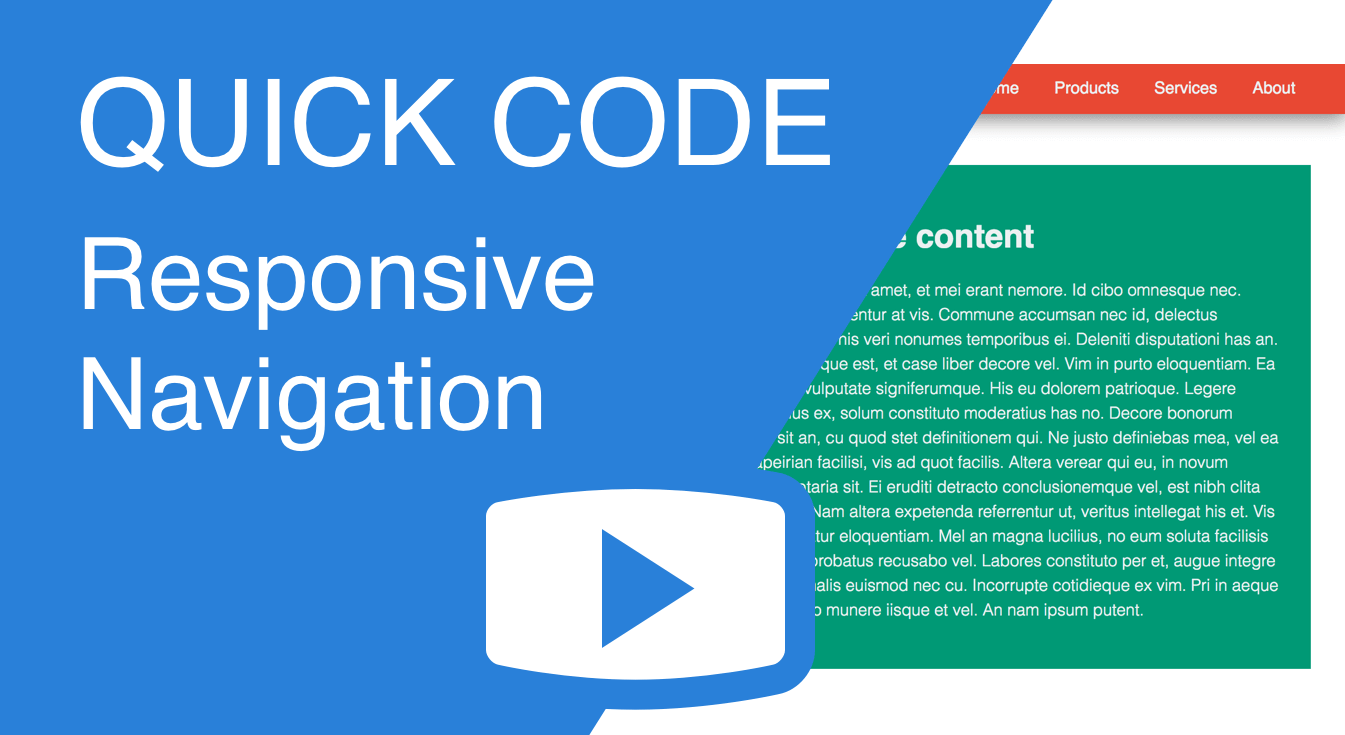 QUICK CODE
Responsive
Navigation
Products Services About
content
amet, et mei erant nemore. Id cibo omnesque nec.
at vis. Commune accumsan nec id, delectus
veri nonumes temporibus ei. Deleniti disputationi has an.
est, et case liber decore vel. Vim in purto eloquentiam. Ea
vulputate signiferumque. His eu dolorem patrioque. Legere
ex, solum constituto moderatius has no. Decore bonorum
sit an, cu quod stet definitionem qui. Ne justo definiebas mea, vel ea
facilisi, vis ad quot facilis. Altera verear qui eu, in novum
sit. Ei eruditi detracto conclusionemque vel, est nibh clita
Nam altera expetenda referrentur ut, veritus intellegat his et. Vis
eloquentiam. Mel an magna lucilius, no eum soluta facilisis
probatus recusabo vel. Labores constituto per et, augue integre
euismod nec cu. Incorrupte cotidieque ex vim. Pri in aeque
munere iisque et vel. An nam ipsum putent.